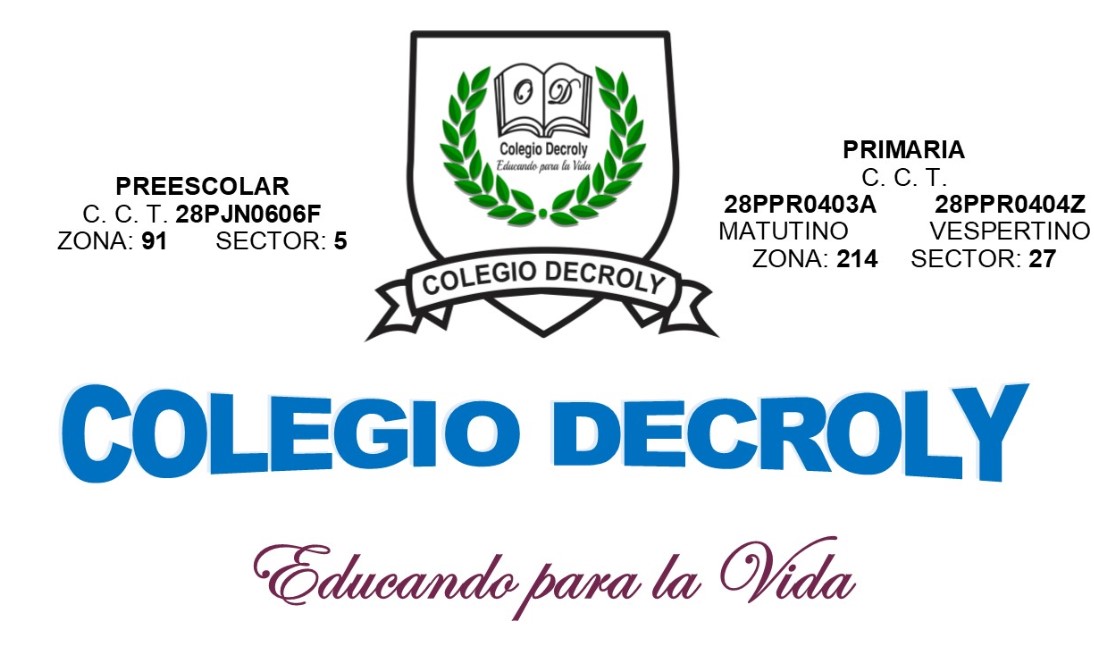 PREESCOLAR
C. C. T. 28PJN0606F
ZONA: 91 SECTOR: 5
O D
Colegio Decroly
Educando para la Vida
COLEGIO DECROLY
PRIMARIA
C. C. T.
28PPR0403A 28PPR0404Z
MATUTINO VESPERTINO
ZONA: 214 SECTOR: 27
COLEGIO DECROLY
Educando para la Vida